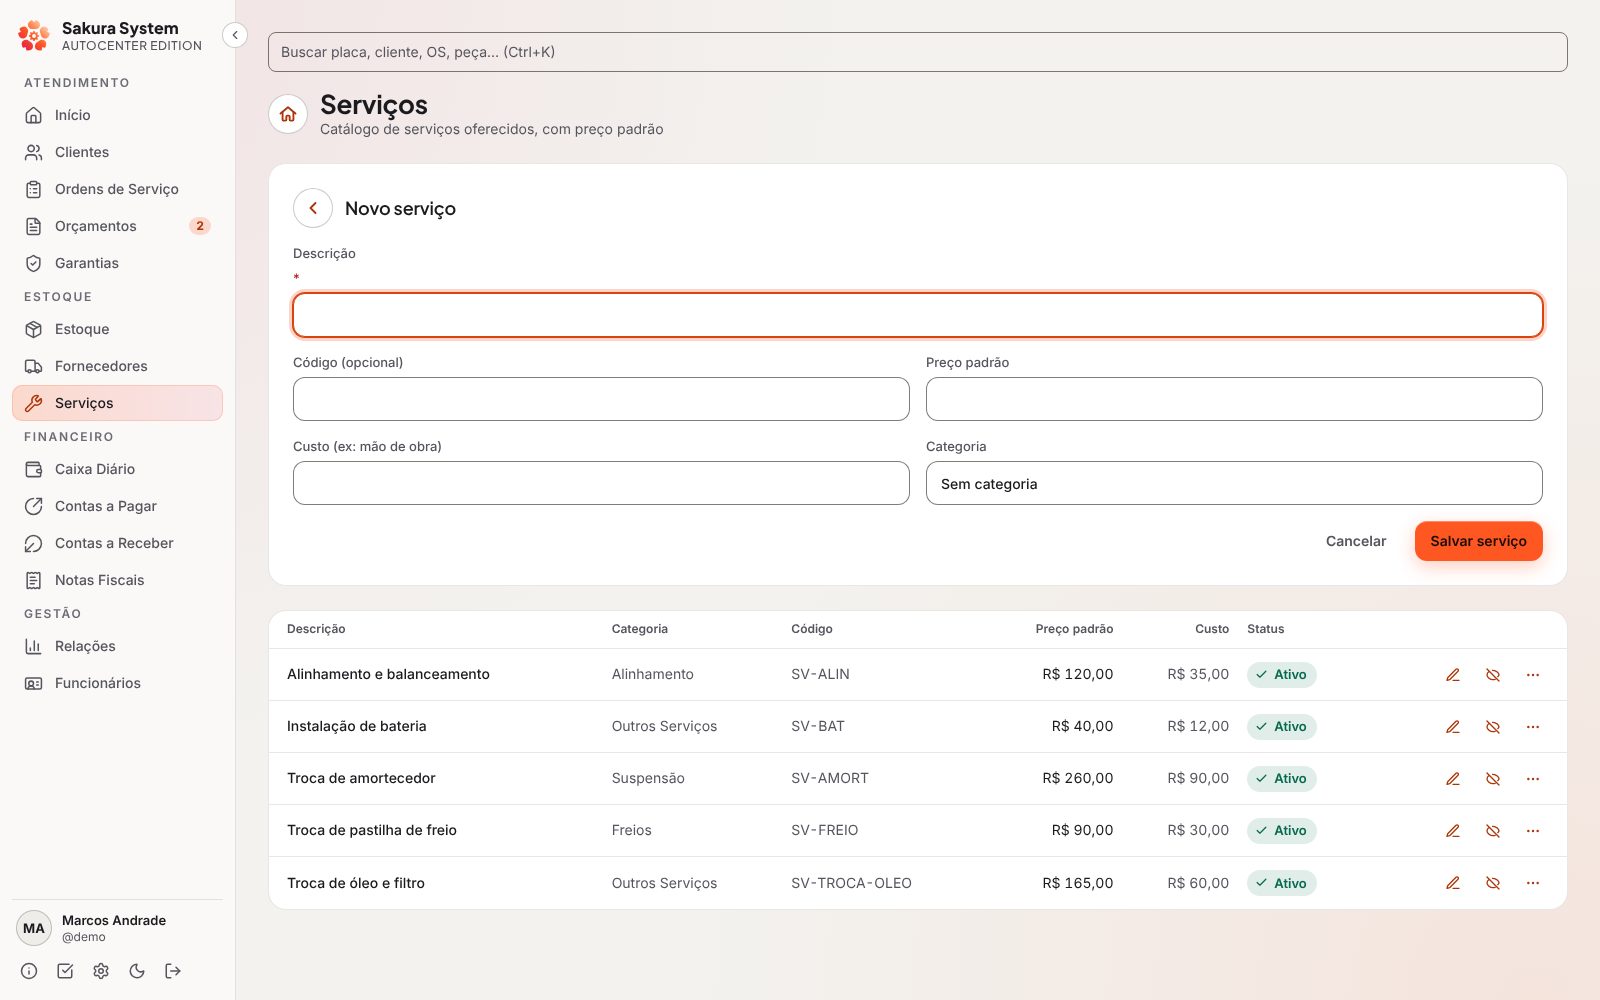 Sakura System
AUTOCENTER EDITION
ATENDIMENTO
Início
Clientes
Ordens de Serviço
Orçamentos 2
Garantias
ESTOQUE
Estoque
Fornecedores
Serviços
FINANCEIRO
Caixa Diário
Contas a Pagar
Contas a Receber
Notas Fiscais
GESTÃO
Relações
Funcionários
MA
Marcos Andrade
@demo
Buscar placa, cliente, OS, peça... (Ctrl+K)
Serviços
Catálogo de serviços oferecidos, com preço padrão
Novo serviço
Descrição
*
Código (opcional) Preço padrão
Custo (ex: mão de obra) Categoria
Sem categoria
Cancelar Salvar serviço
Descrição Categoria Código Preço padrão Custo Status
Alinhamento e balanceamento Alinhamento SV-ALIN R$ 120,00 R$ 35,00 Ativo
Instalação de bateria Outros Serviços SV-BAT R$ 40,00 R$ 12,00 Ativo
Troca de amortecedor Suspensão SV-AMORT R$ 260,00 R$ 90,00 Ativo
Troca de pastilha de freio Freios SV-FREIO R$ 90,00 R$ 30,00 Ativo
Troca de óleo e filtro Outros Serviços SV-TROCA-OLEO R$ 165,00 R$ 60,00 Ativo